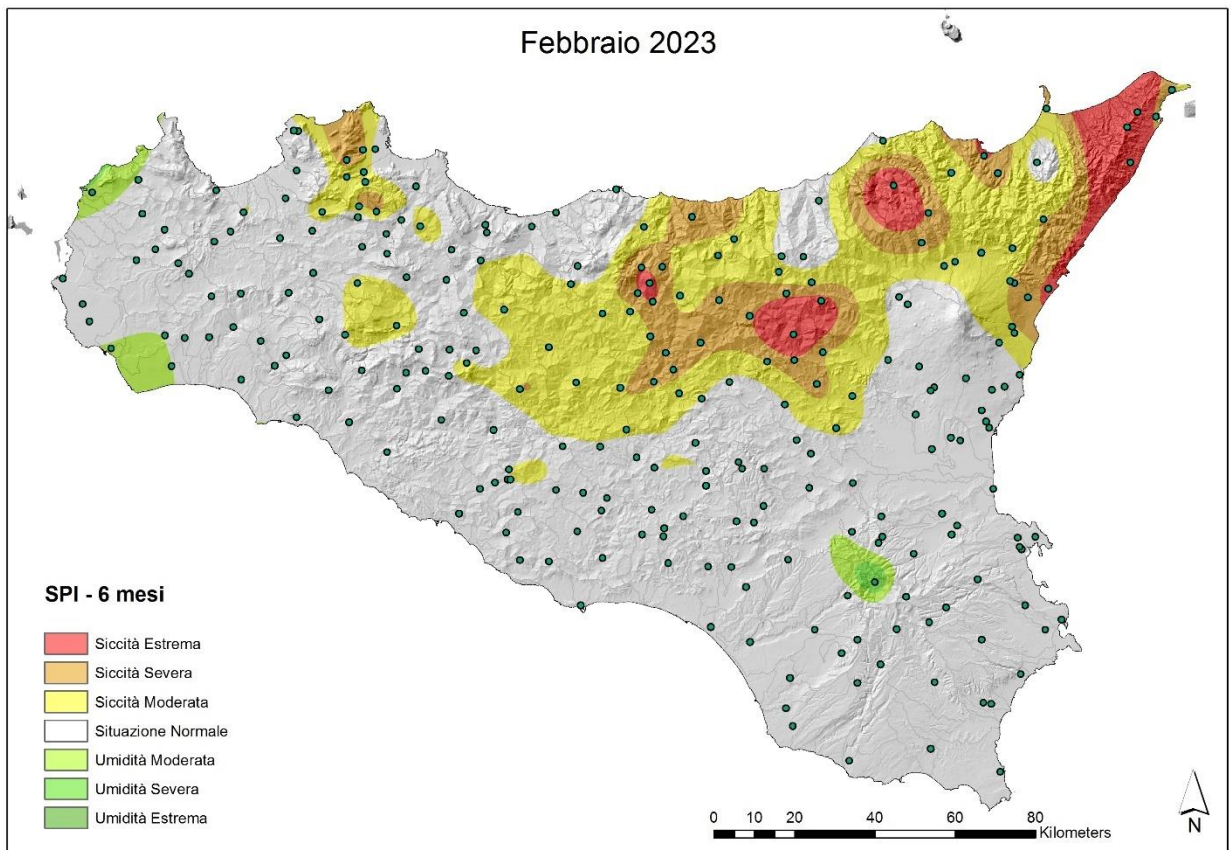 Febbraio 2023
SPI - 6 mesi
Siccità Estrema
Siccità Severa
Siccità Moderata
Situazione Normale
Umidità Moderata
Umidità Severa
Umidità Estrema
0 10 20 40 60 80
Kilometers
N